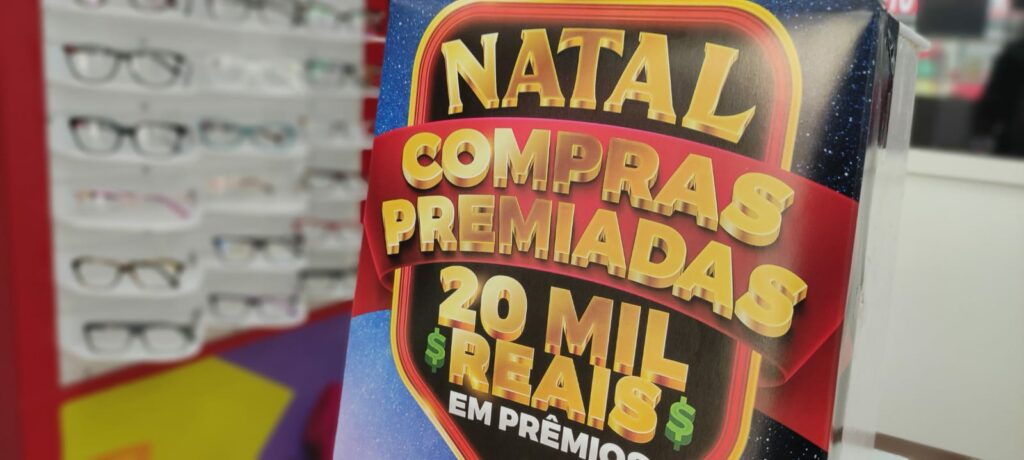 NATAL
COMPRAS
PREMIADAS
20 MIL
$ REAIS $
EM PRÊMIOS